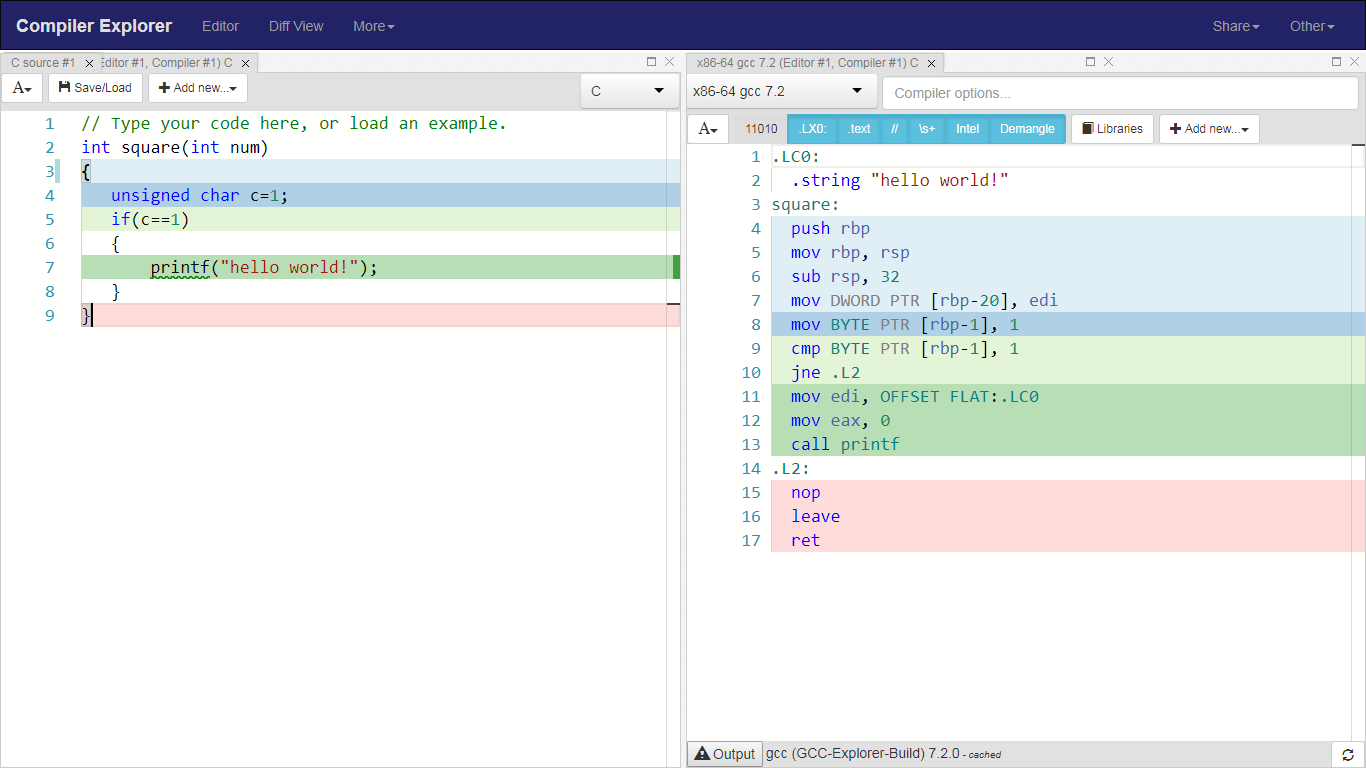 Compiler Explorer Editor Diff View More Share Other
C source #1 × Editor #1, Compiler #1) C ×
A Save/Load + Add new... C
1 // Type your code here, or load an example.
2 int square(int num)
3 {
4 unsigned char c=1;
5 if(c==1)
6 {
7 printf("hello world!");
8 }
9 }
x86-64 gcc 7.2 (Editor #1, Compiler #1) C ×
x86-64 gcc 7.2 Compiler options...
A 11010 .LX0: .text // \s+ Intel Demangle Libraries + Add new...
1 .LC0:
2 .string "hello world!"
3 square:
4 push rbp
5 mov rbp, rsp
6 sub rsp, 32
7 mov DWORD PTR [rbp-20], edi
8 mov BYTE PTR [rbp-1], 1
9 cmp BYTE PTR [rbp-1], 1
10 jne .L2
11 mov edi, OFFSET FLAT:.LC0
12 mov eax, 0
13 call printf
14 .L2:
15 nop
16 leave
17 ret
Output gcc (GCC-Explorer-Build) 7.2.0 - cached